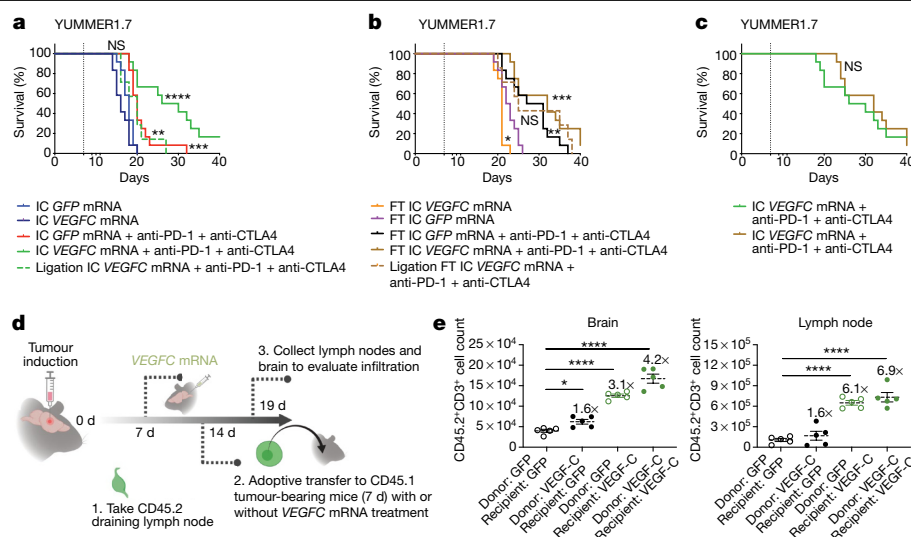 a
YUMMER1.7
NS
****
**
***
Survival (%)
100
80
60
40
20
0
0 10 20 30 40
Days
IC GFP mRNA
IC VEGFC mRNA
IC GFP mRNA + anti-PD-1 + anti-CTLA4
IC VEGFC mRNA + anti-PD-1 + anti-CTLA4
Ligation IC VEGFC mRNA + anti-PD-1 + anti-CTLA4
b
YUMMER1.7
***
NS
**
*
Survival (%)
100
80
60
40
20
0
0 10 20 30 40
Days
FT IC VEGFC mRNA
FT IC GFP mRNA
FT IC GFP mRNA + anti-PD-1 + anti-CTLA4
FT IC VEGFC mRNA + anti-PD-1 + anti-CTLA4
Ligation FT IC VEGFC mRNA +
anti-PD-1 + anti-CTLA4
c
YUMMER1.7
NS
Survival (%)
100
80
60
40
20
0
0 10 20 30 40
Days
IC VEGFC mRNA +
anti-PD-1 + anti-CTLA4
IC VEGFC mRNA +
anti-PD-1 + anti-CTLA4
d
Tumour
induction
VEGFC mRNA
3. Collect lymph nodes and
brain to evaluate infiltration
0 d
7 d
14 d
19 d
1. Take CD45.2
draining lymph node
2. Adoptive transfer to CD45.1
tumour-bearing mice (7 d) with or
without VEGFC mRNA treatment
e
Brain
CD45.2⁺CD3⁺ cell count
25 × 10⁴
20 × 10⁴
15 × 10⁴
10 × 10⁴
5 × 10⁴
0
****
****
*
1.6×
3.1×
4.2×
Donor: GFP
Recipient: GFP
Donor: VEGF-C
Recipient: GFP
Donor: GFP
Recipient: VEGF-C
Donor: VEGF-C
Recipient: VEGF-C
Lymph node
CD45.2⁺CD3⁺ cell count
15 × 10⁵
12 × 10⁵
9 × 10⁵
6 × 10⁵
3 × 10⁵
0
****
****
1.6×
6.1×
6.9×
Donor: GFP
Recipient: GFP
Donor: VEGF-C
Recipient: GFP
Donor: GFP
Recipient: VEGF-C
Donor: VEGF-C
Recipient: VEGF-C